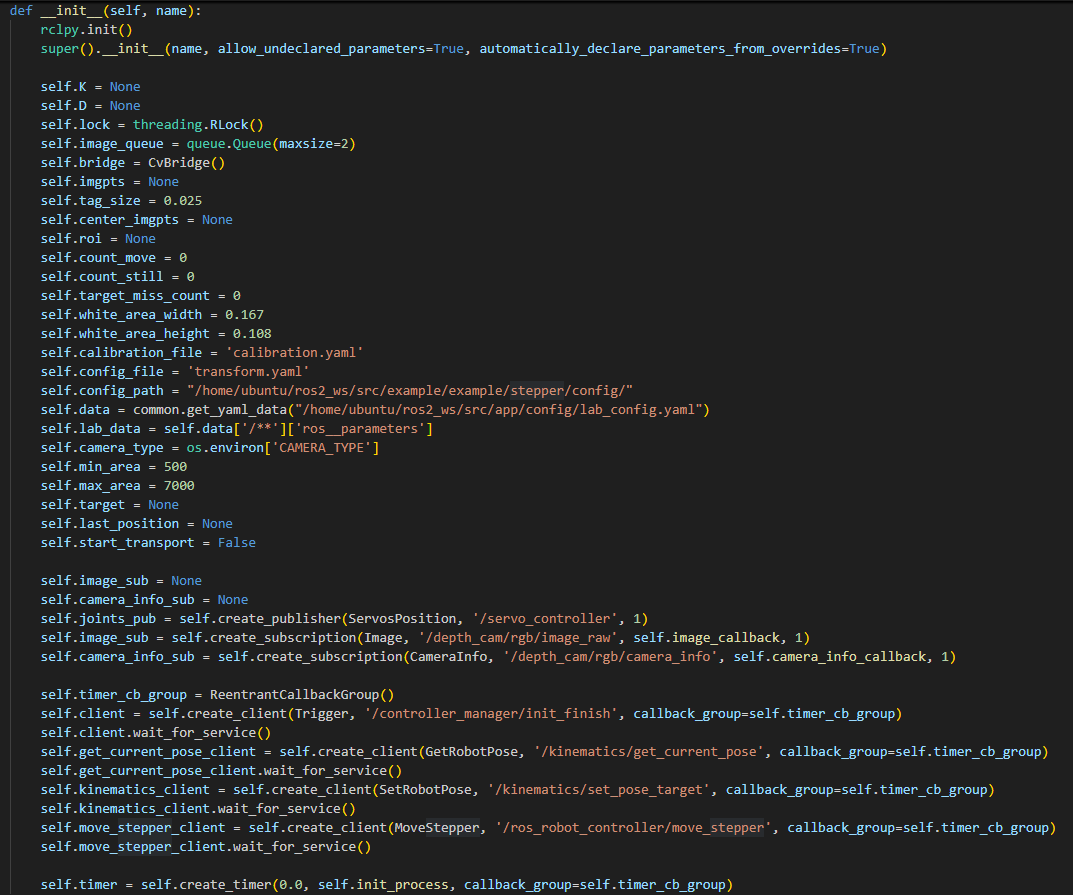 def __init__(self, name):
    rclpy.init()
    super().__init__(name, allow_undeclared_parameters=True, automatically_declare_parameters_from_overrides=True)

    self.K = None
    self.D = None
    self.lock = threading.RLock()
    self.image_queue = queue.Queue(maxsize=2)
    self.bridge = CvBridge()
    self.imgpts = None
    self.tag_size = 0.025
    self.center_imgpts = None
    self.roi = None
    self.count_move = 0
    self.count_still = 0
    self.target_miss_count = 0
    self.white_area_width = 0.167
    self.white_area_height = 0.108
    self.calibration_file = 'calibration.yaml'
    self.config_file = 'transform.yaml'
    self.config_path = "/home/ubuntu/ros2_ws/src/example/example/stepper/config/"
    self.data = common.get_yaml_data("/home/ubuntu/ros2_ws/src/app/config/lab_config.yaml")
    self.lab_data = self.data['/**']['ros__parameters']
    self.camera_type = os.environ['CAMERA_TYPE']
    self.min_area = 500
    self.max_area = 7000
    self.target = None
    self.last_position = None
    self.start_transport = False

    self.image_sub = None
    self.camera_info_sub = None
    self.joints_pub = self.create_publisher(ServosPosition, '/servo_controller', 1)
    self.image_sub = self.create_subscription(Image, '/depth_cam/rgb/image_raw', self.image_callback, 1)
    self.camera_info_sub = self.create_subscription(CameraInfo, '/depth_cam/rgb/camera_info', self.camera_info_callback, 1)

    self.timer_cb_group = ReentrantCallbackGroup()
    self.client = self.create_client(Trigger, '/controller_manager/init_finish', callback_group=self.timer_cb_group)
    self.client.wait_for_service()
    self.get_current_pose_client = self.create_client(GetRobotPose, '/kinematics/get_current_pose', callback_group=self.timer_cb_group)
    self.get_current_pose_client.wait_for_service()
    self.kinematics_client = self.create_client(SetRobotPose, '/kinematics/set_pose_target', callback_group=self.timer_cb_group)
    self.kinematics_client.wait_for_service()
    self.move_stepper_client = self.create_client(MoveStepper, '/ros_robot_controller/move_stepper', callback_group=self.timer_cb_group)
    self.move_stepper_client.wait_for_service()

    self.timer = self.create_timer(0.0, self.init_process, callback_group=self.timer_cb_group)